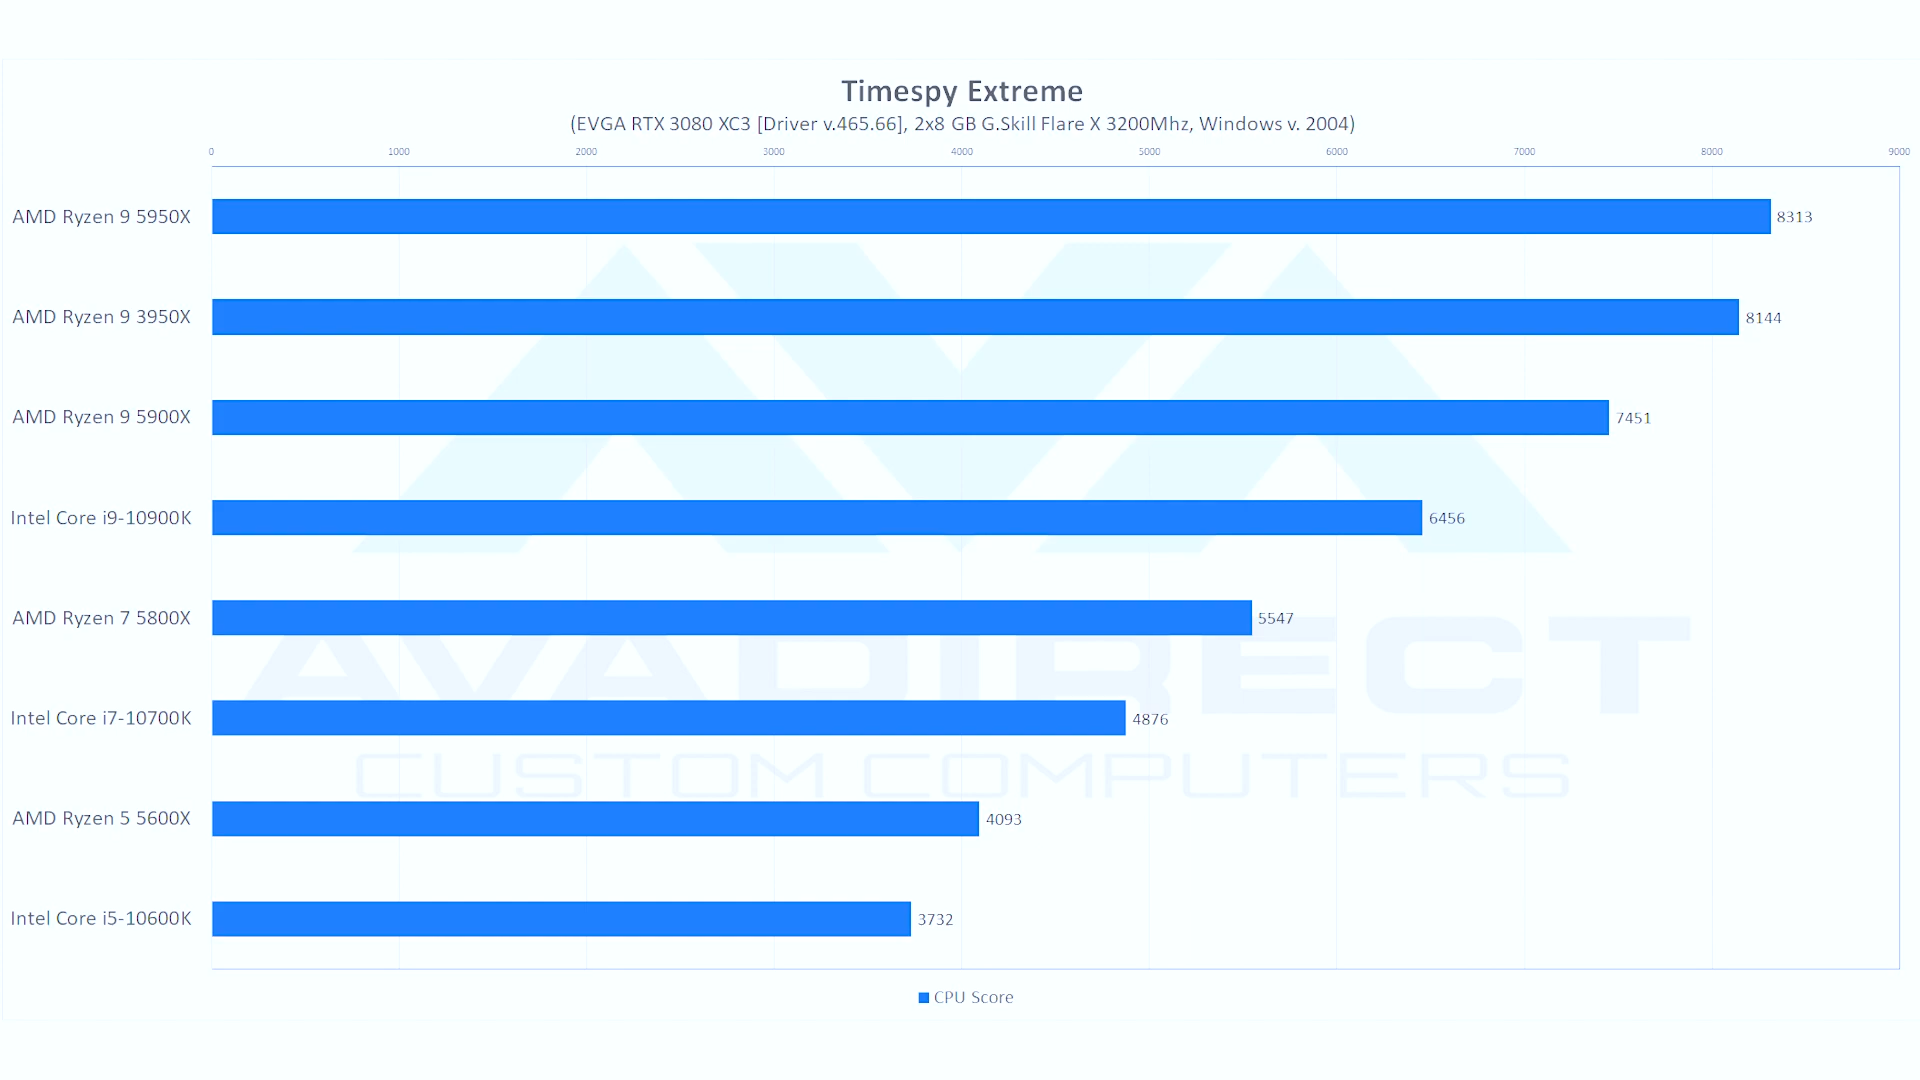 Timespy Extreme
(EVGA RTX 3080 XC3 [Driver v.465.66], 2x8 GB G.Skill Flare X 3200Mhz, Windows v. 2004)
0 1000 2000 3000 4000 5000 6000 7000 8000 9000
AMD Ryzen 9 5950X 8313
AMD Ryzen 9 3950X 8144
AMD Ryzen 9 5900X 7451
Intel Core i9-10900K 6456
AMD Ryzen 7 5800X 5547
AVADIRECT
Intel Core i7-10700K 4876
CUSTOM COMPUTERS
AMD Ryzen 5 5600X 4093
Intel Core i5-10600K 3732
CPU Score